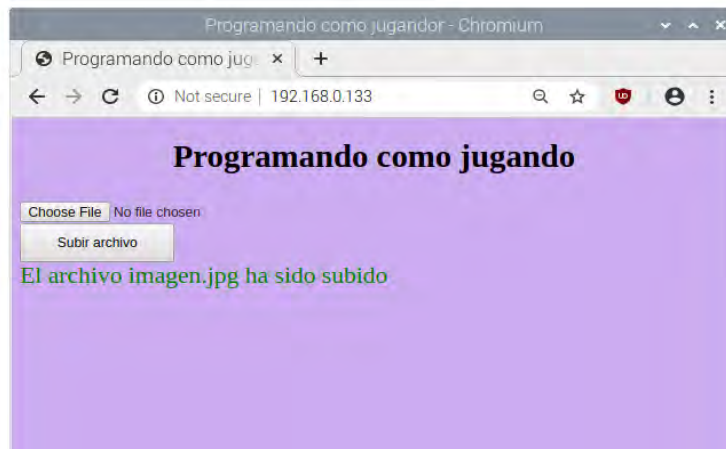 Programando como jugandor - Chromium
Programando como jug
Not secure | 192.168.0.133
Programando como jugando
Choose File No file chosen
Subir archivo
El archivo imagen.jpg ha sido subido